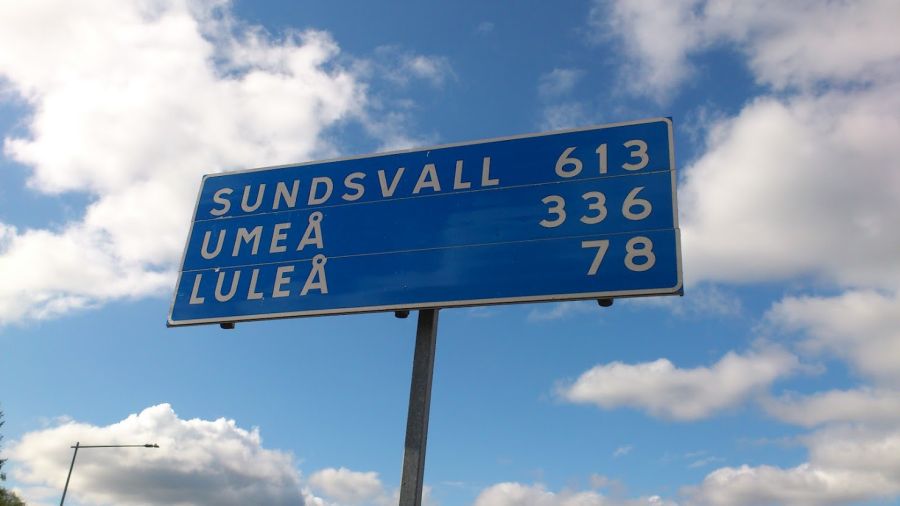 SUNDSVALL 613
UMEÅ 336
LULEÅ 78